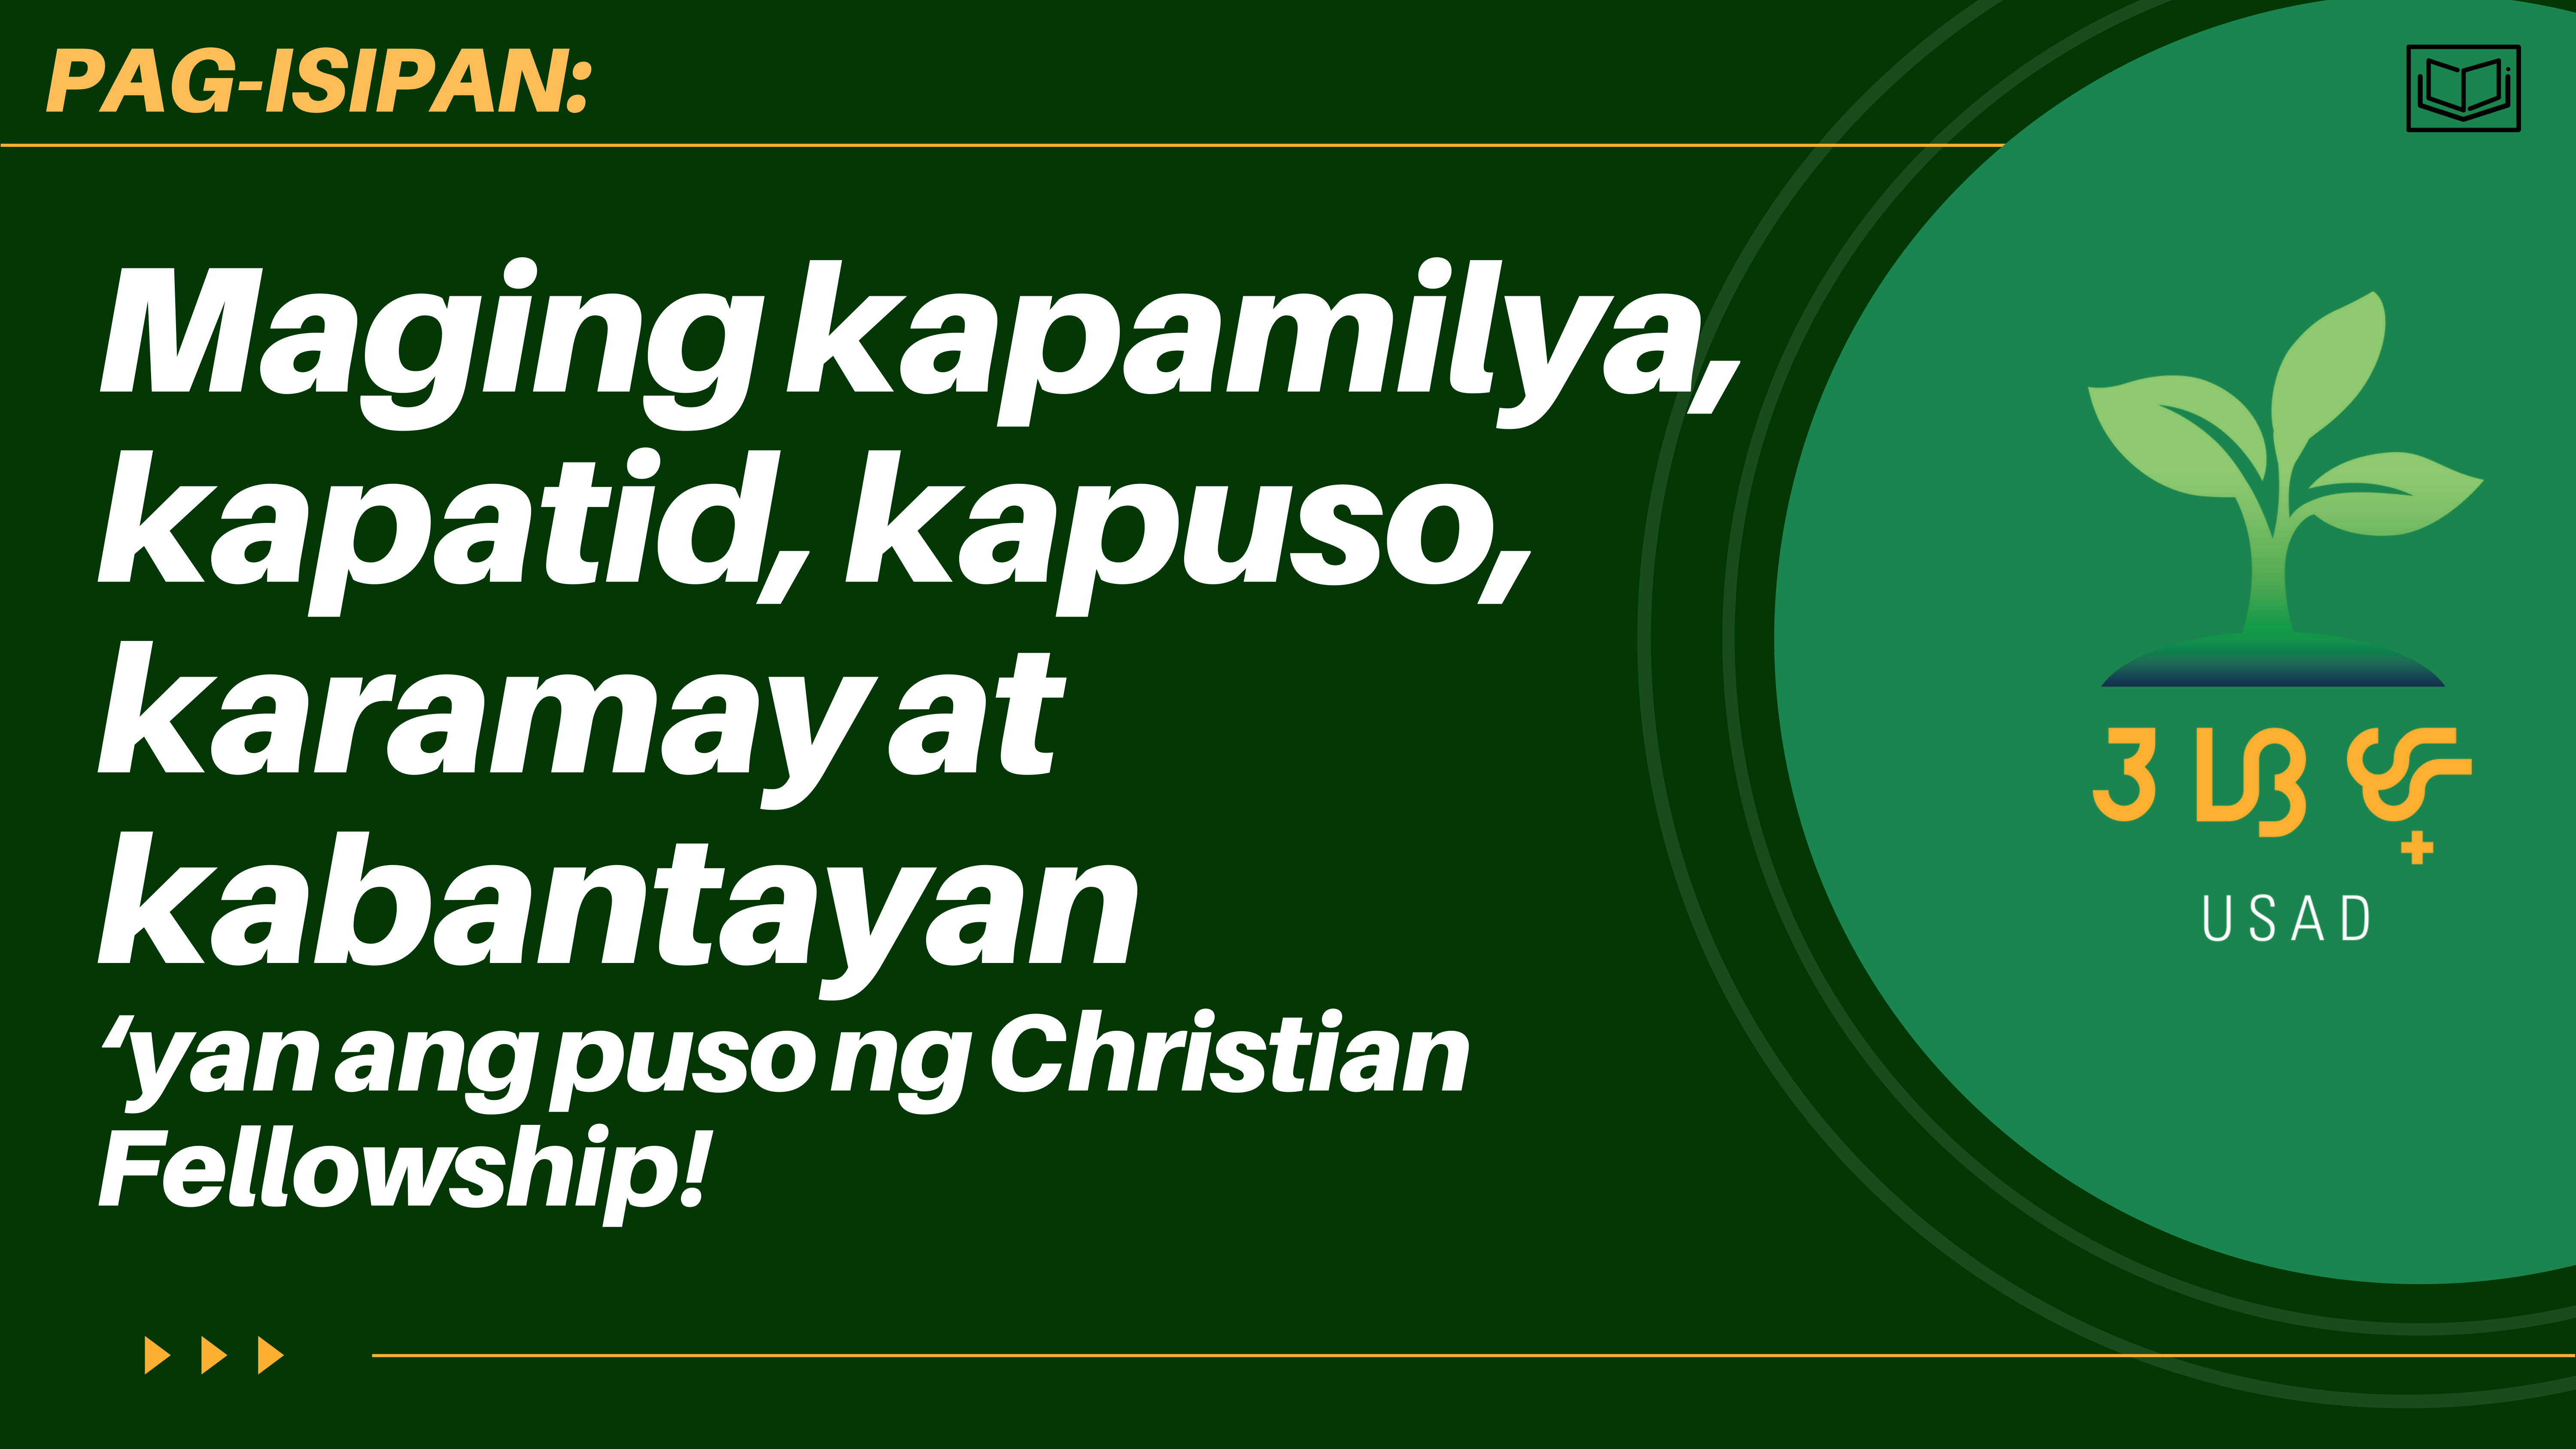 PAG-ISIPAN:
Maging kapamilya,
kapatid, kapuso,
karamay at
kabantayan
‘yan ang puso ng Christian
Fellowship!
ᜂ ᜐ ᜇ᜔
USAD